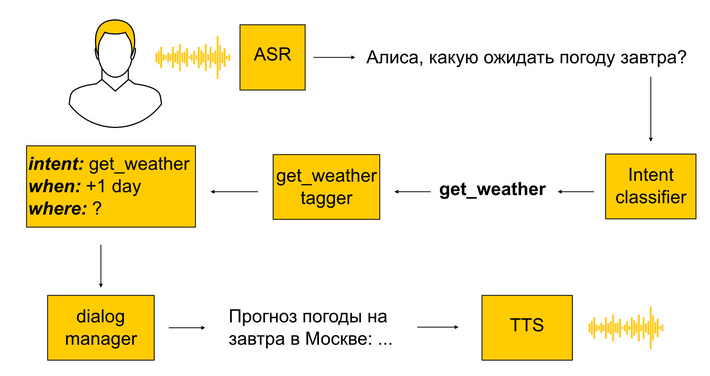 ASR
Алиса, какую ожидать погоду завтра?
Intent
classifier
get_weather
get_weather
tagger
intent: get_weather
when: +1 day
where: ?
dialog
manager
Прогноз погоды на
завтра в Москве: ...
TTS